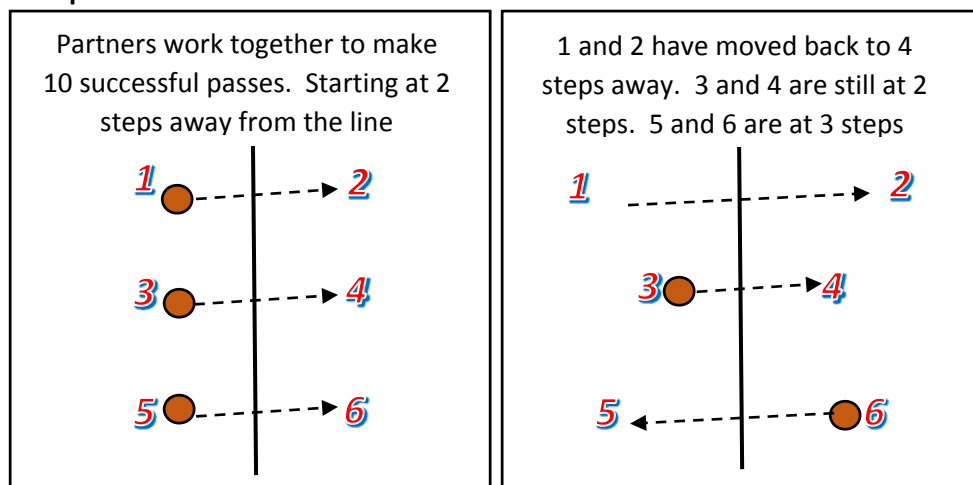 Partners work together to make
10 successful passes.  Starting at 2
steps away from the line
1 2
3 4
5 6
1 and 2 have moved back to 4
steps away.  3 and 4 are still at 2
steps.  5 and 6 are at 3 steps
1 2
3 4
5 6